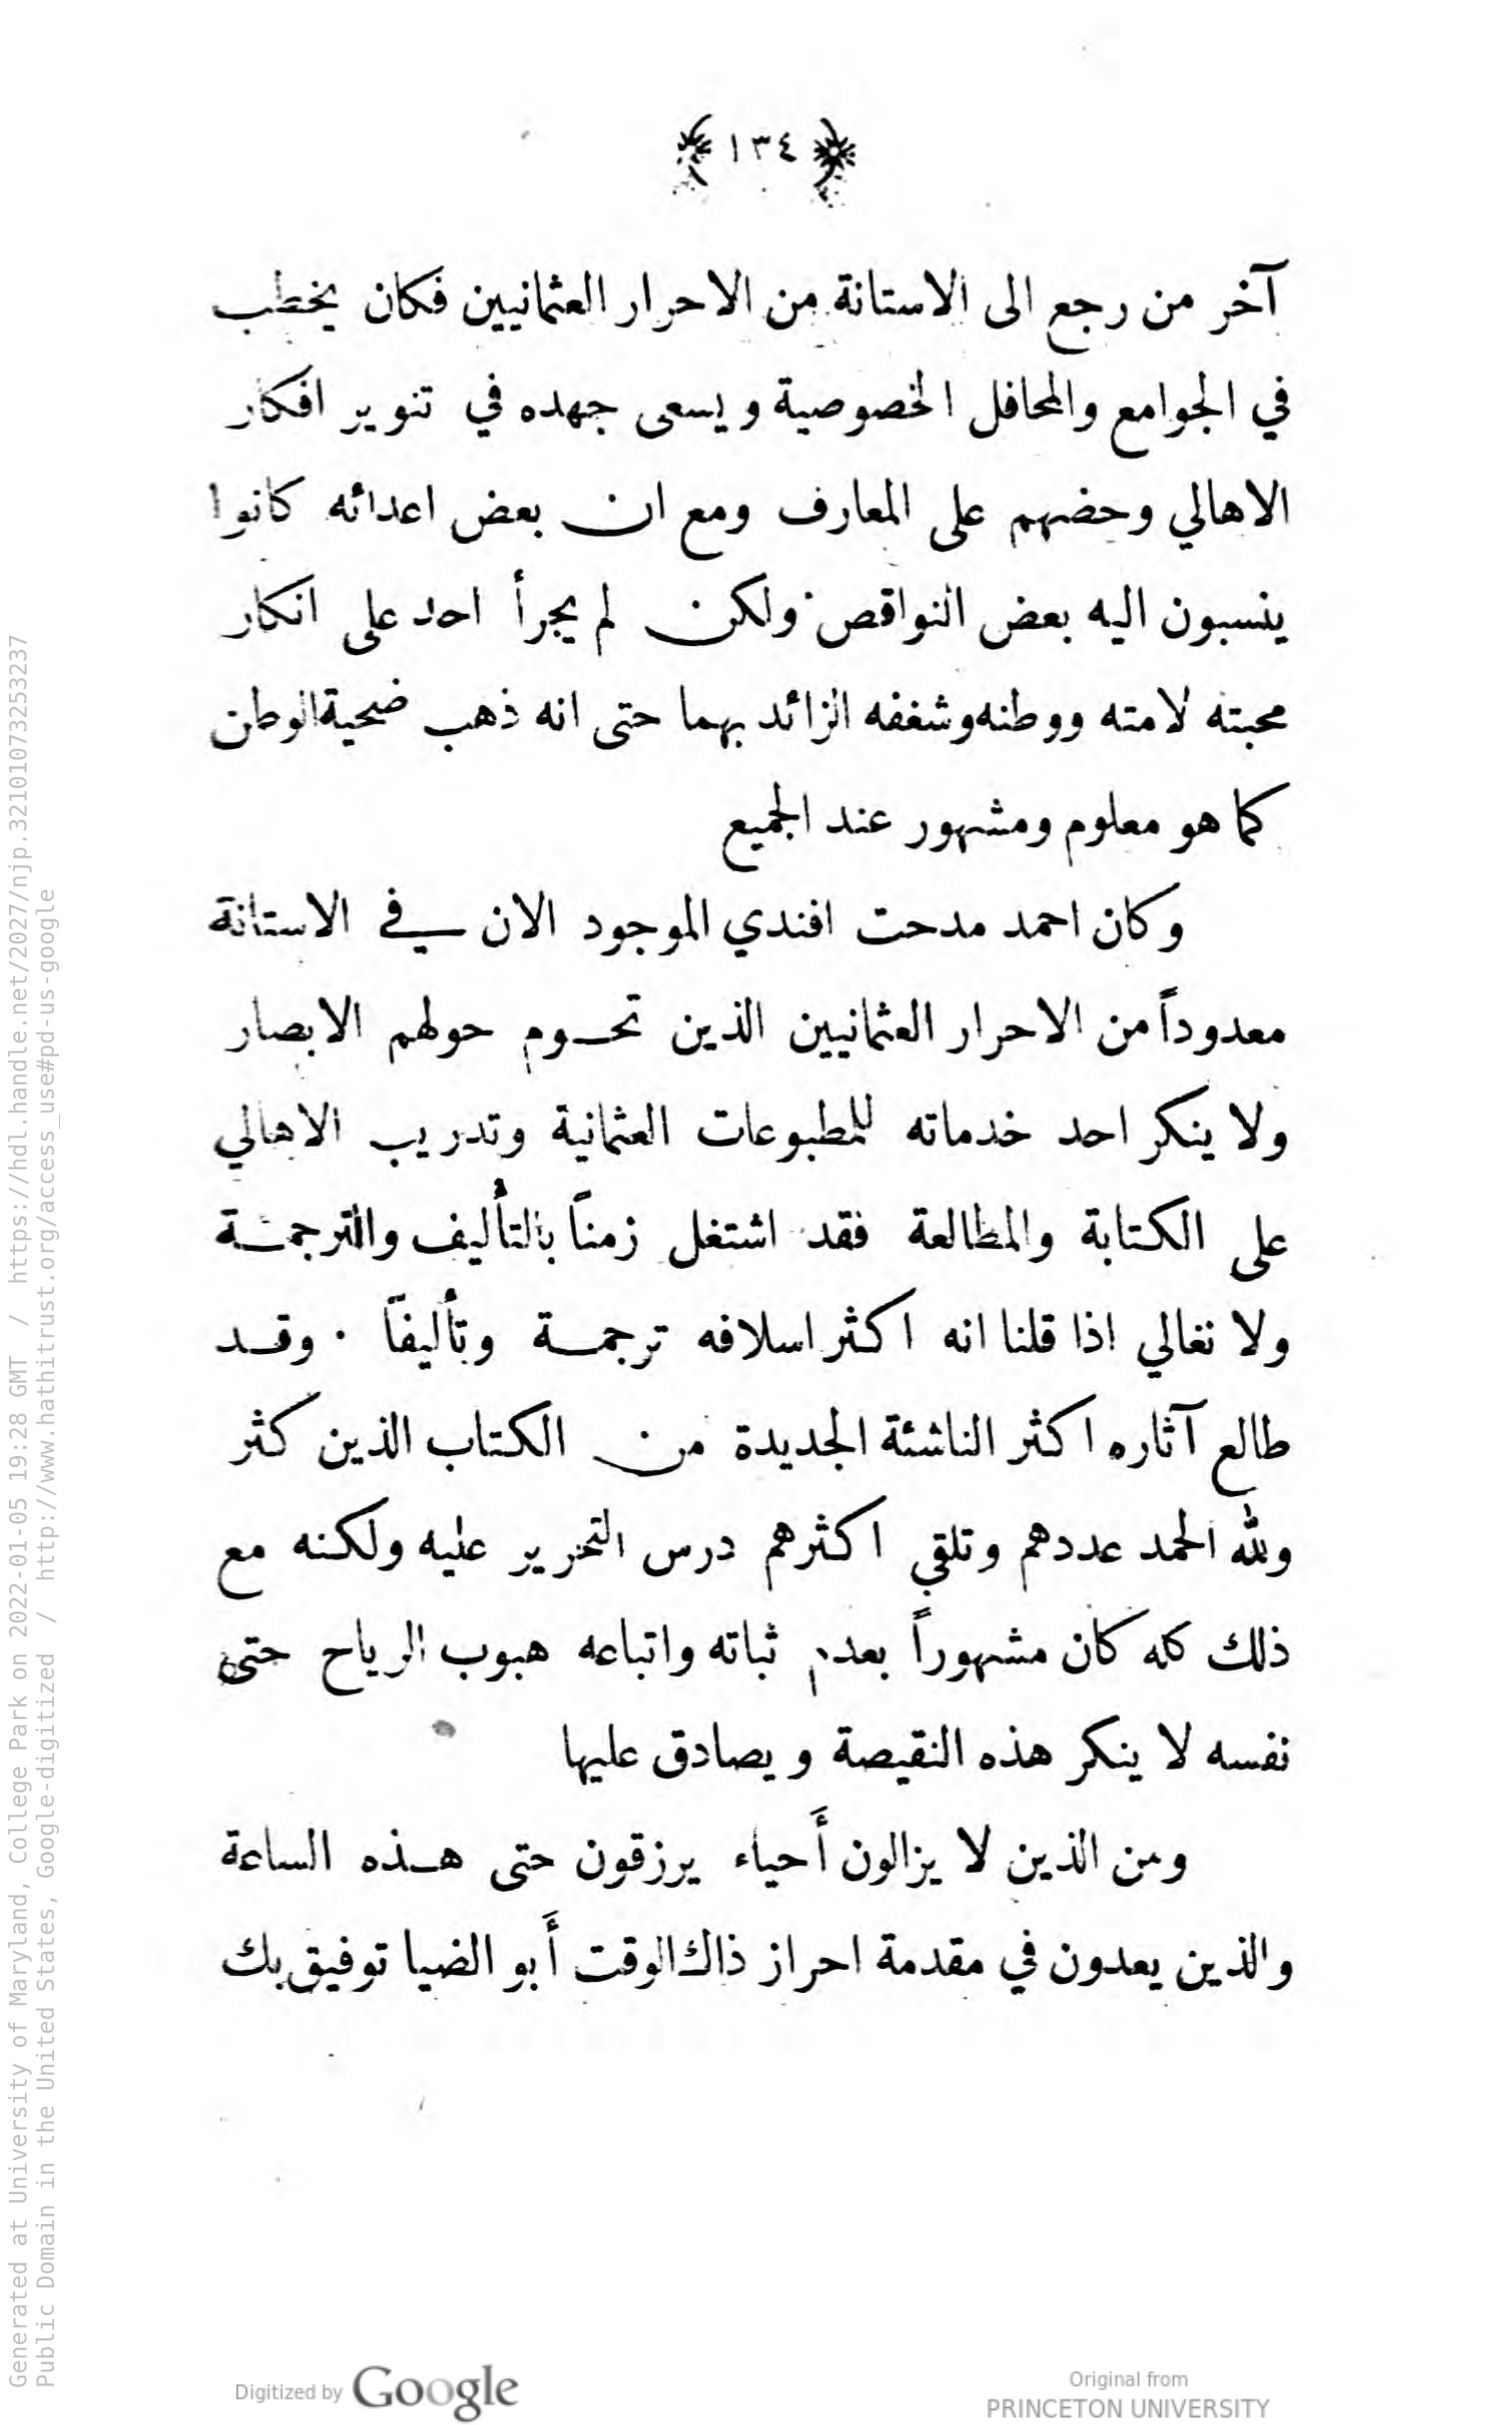 ١٣٤
آخر من رجع الى الاستانة من الاحرار العثمانيين فكان يخطب
في الجوامع والمحافل الخصوصية ويسعى جهده في تنوير افكار
الاهالي وحضهم على المعارف ومع ان بعض اعدائه كانوا
ينسبون اليه بعض النواقص ولكن لم يجرأ احد على انكار
محبته لامته ووطنه وشغفه الزائد بهما حتى انه ذهب ضحية الوطن
كما هو معلوم ومشهور عند الجميع
وكان احمد مدحت افندي الموجود الان في الاستانة
معدوداً من الاحرار العثمانيين الذين تحوم حولهم الابصار
ولا ينكر احد خدماته للمطبوعات العثمانية وتدريب الاهالي
على الكتابة والمطالعة فقد اشتغل زمناً بالتأليف والترجمة
ولا نغالي اذا قلنا انه اكثر اسلافه ترجمة وتأليفاً . وقد
طالع آثاره اكثر الناشئة الجديدة من الكتاب الذين كثر
ولله الحمد عددهم وتلقي اكثرهم درس التحرير عليه ولكنه مع
ذلك كله كان مشهوراً بعدم ثباته واتباعه هبوب الرياح حتى
نفسه لا ينكر هذه النقيصة ويصادق عليها
ومن الذين لا يزالون أَحياء يرزقون حتى هذه الساعة
والذين يعدون في مقدمة احراز ذاك الوقت أَبو الضيا توفيق بك
Generated at University of Maryland, College Park on 2022-01-05 19:28 GMT / https://hdl.handle.net/2027/njp.32101073253237
Public Domain in the United States, Google-digitized / http://www.hathitrust.org/access_use#pd-us-google
Digitized by Google
Original from
PRINCETON UNIVERSITY